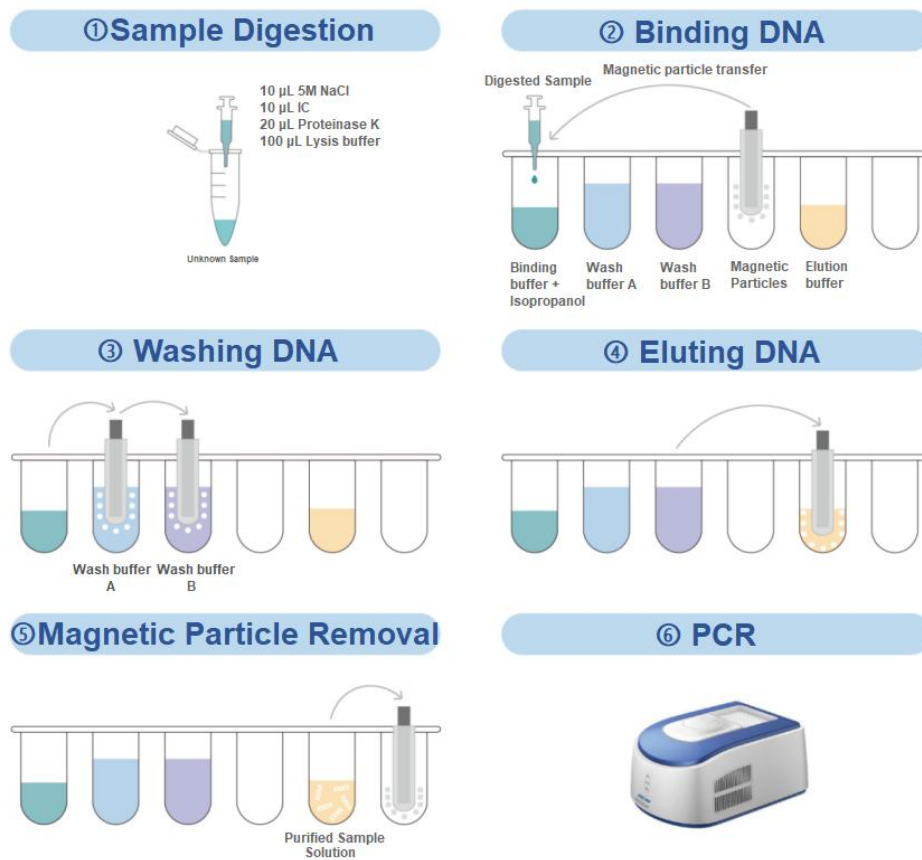 ①Sample Digestion
10 µL 5M NaCl
10 µL IC
20 µL Proteinase K
100 µL Lysis buffer
Unknown Sample
② Binding DNA
Digested Sample
Magnetic particle transfer
Binding
buffer +
Isopropanol
Wash
buffer A
Wash
buffer B
Magnetic
Particles
Elution
buffer
③ Washing DNA
Wash buffer
A
Wash buffer
B
④ Eluting DNA
⑤Magnetic Particle Removal
Purified Sample
Solution
⑥ PCR